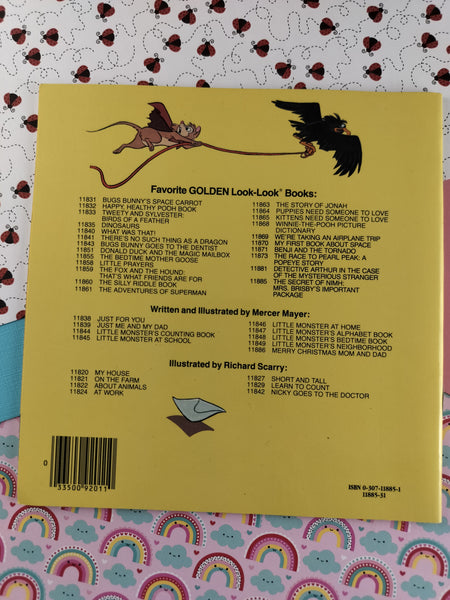 Favorite GOLDEN Look-Look® Books:
11831 BUGS BUNNY'S SPACE CARROT
11832 HAPPY, HEALTHY POOH BOOK
11833 TWEETY AND SYLVESTER:
BIRDS OF A FEATHER
11835 DINOSAURS
11840 WHAT WAS THAT!
11841 THERE'S NO SUCH THING AS A DRAGON
11843 BUGS BUNNY GOES TO THE DENTIST
11851 DONALD DUCK AND THE MAGIC MAILBOX
11855 THE BEDTIME MOTHER GOOSE
11858 LITTLE PRAYERS
11859 THE FOX AND THE HOUND:
THAT'S WHAT FRIENDS ARE FOR
11860 THE SILLY RIDDLE BOOK
11861 THE ADVENTURES OF SUPERMAN
11863 THE STORY OF JONAH
11864 PUPPIES NEED SOMEONE TO LOVE
11865 KITTENS NEED SOMEONE TO LOVE
11868 WINNIE-THE-POOH PICTURE
DICTIONARY
11869 WE'RE TAKING AN AIRPLANE TRIP
11870 MY FIRST BOOK ABOUT SPACE
11871 BENJI AND THE TORNADO
11873 THE RACE TO PEARL PEAK: A
POPEYE STORY
11881 DETECTIVE ARTHUR IN THE CASE
OF THE MYSTERIOUS STRANGER
11885 THE SECRET OF NIMH:
MRS. BRISBY'S IMPORTANT
PACKAGE
Written and Illustrated by Mercer Mayer:
11838 JUST FOR YOU
11839 JUST ME AND MY DAD
11844 LITTLE MONSTER'S COUNTING BOOK
11845 LITTLE MONSTER AT SCHOOL
11846 LITTLE MONSTER AT HOME
11847 LITTLE MONSTER'S ALPHABET BOOK
11848 LITTLE MONSTER'S BEDTIME BOOK
11849 LITTLE MONSTER'S NEIGHBORHOOD
11886 MERRY CHRISTMAS MOM AND DAD
Illustrated by Richard Scarry:
11820 MY HOUSE
11821 ON THE FARM
11822 ABOUT ANIMALS
11824 AT WORK
11827 SHORT AND TALL
11829 LEARN TO COUNT
11842 NICKY GOES TO THE DOCTOR
0
33500 92011
ISBN 0-307-11885-1
11885-31